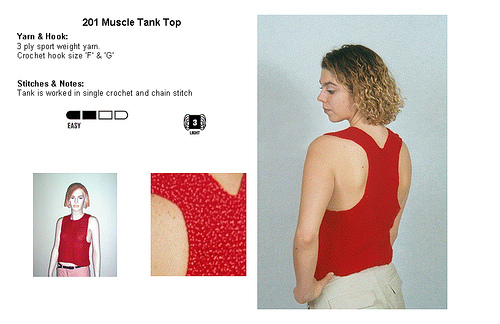 201 Muscle Tank Top
Yarn & Hook:
3 ply sport weight yarn.
Crochet hook size 'F' & 'G'
Stitches & Notes:
Tank is worked in single crochet and chain stitch
EASY
3
LIGHT